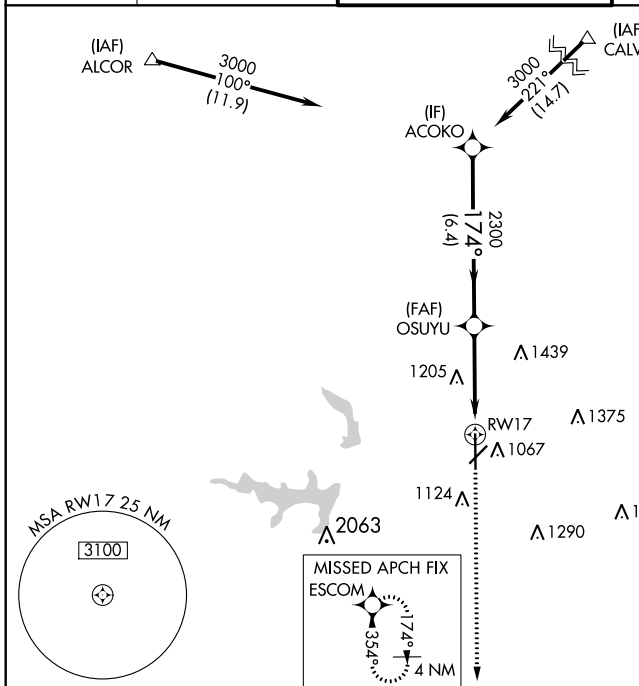 (IAF)
ALCOR
3000
100°
(11.9)
(IAF
CALV
3000
221°
(14.7)
(IF)
ACOKO
2300
174°
(6.4)
(FAF)
OSUYU
1439
1205
1375
RW17
1067
1124
1290
1
2063
MSA RW17 25 NM
3100
MISSED APCH FIX
ESCOM
174°
354°
4 NM